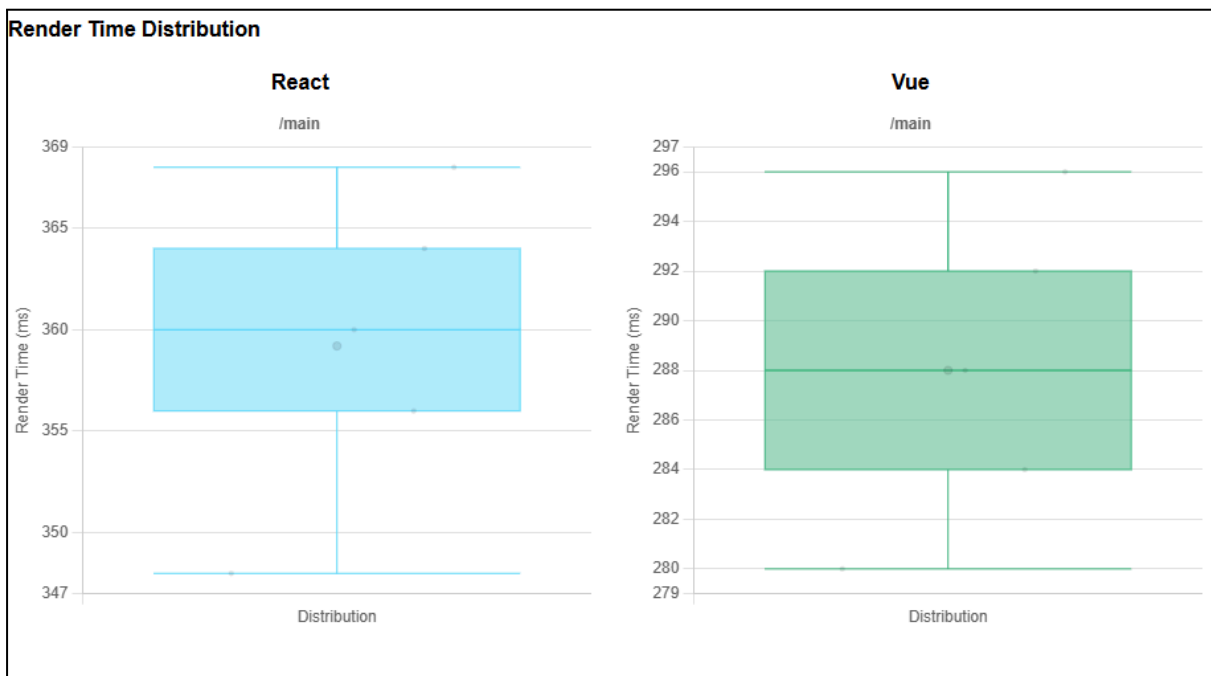 Render Time Distribution
React
/main
369
365
360
355
350
347
Render Time (ms)
Distribution
Vue
/main
297
296
294
292
290
288
286
284
282
280
279
Render Time (ms)
Distribution